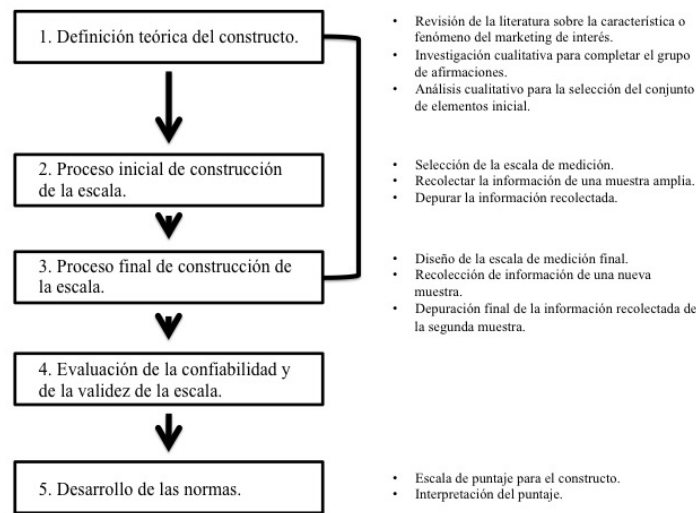 1. Definición teórica del constructo.
• Revisión de la literatura sobre la característica o
fenómeno del marketing de interés.
• Investigación cualitativa para completar el grupo
de afirmaciones.
• Análisis cualitativo para la selección del conjunto
de elementos inicial.
2. Proceso inicial de construcción
de la escala.
• Selección de la escala de medición.
• Recolectar la información de una muestra amplia.
• Depurar la información recolectada.
3. Proceso final de construcción de
la escala.
• Diseño de la escala de medición final.
• Recolección de información de una nueva
muestra.
• Depuración final de la información recolectada de
la segunda muestra.
4. Evaluación de la confiabilidad y
de la validez de la escala.
5. Desarrollo de las normas.
• Escala de puntaje para el constructo.
• Interpretación del puntaje.